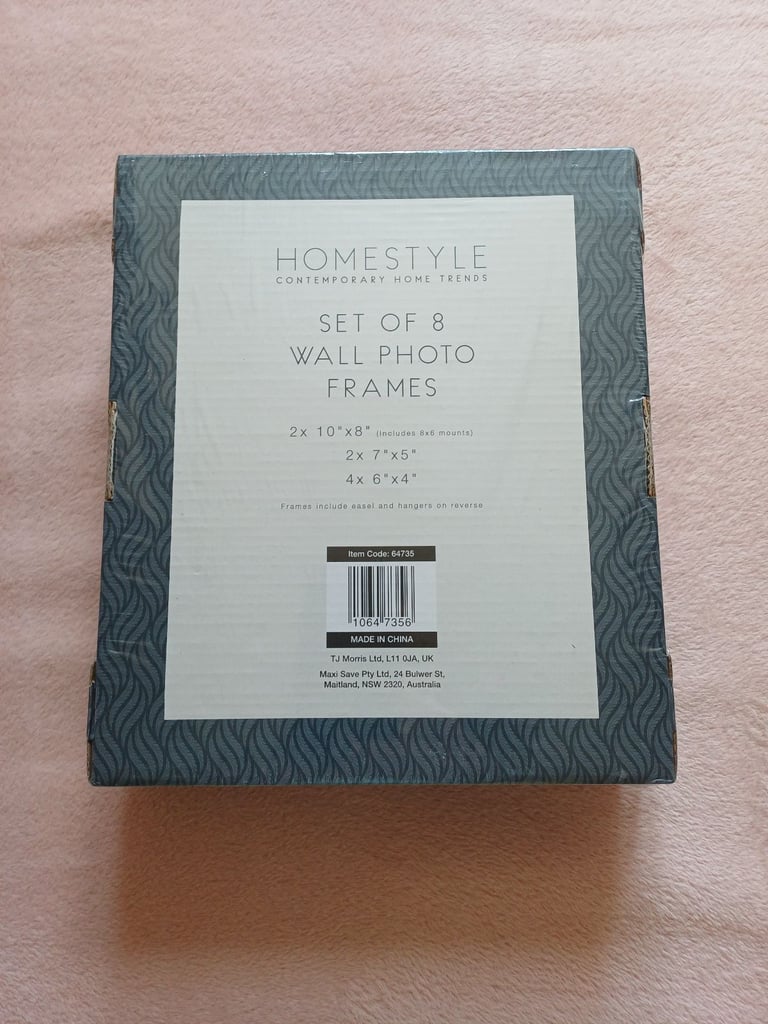 HOMESTYLE
CONTEMPORARY HOME TRENDS
SET OF 8
WALL PHOTO
FRAMES
2x 10"x8" (Includes 8x6 mounts)
2x 7"x5"
4x 6"x4"
Frames include easel and hangers on reverse
Item Code: 64735
1064 7356
MADE IN CHINA
TJ Morris Ltd, L11 0JA, UK
Maxi Save Pty Ltd, 24 Bulwer St,
Maitland, NSW 2320, Australia